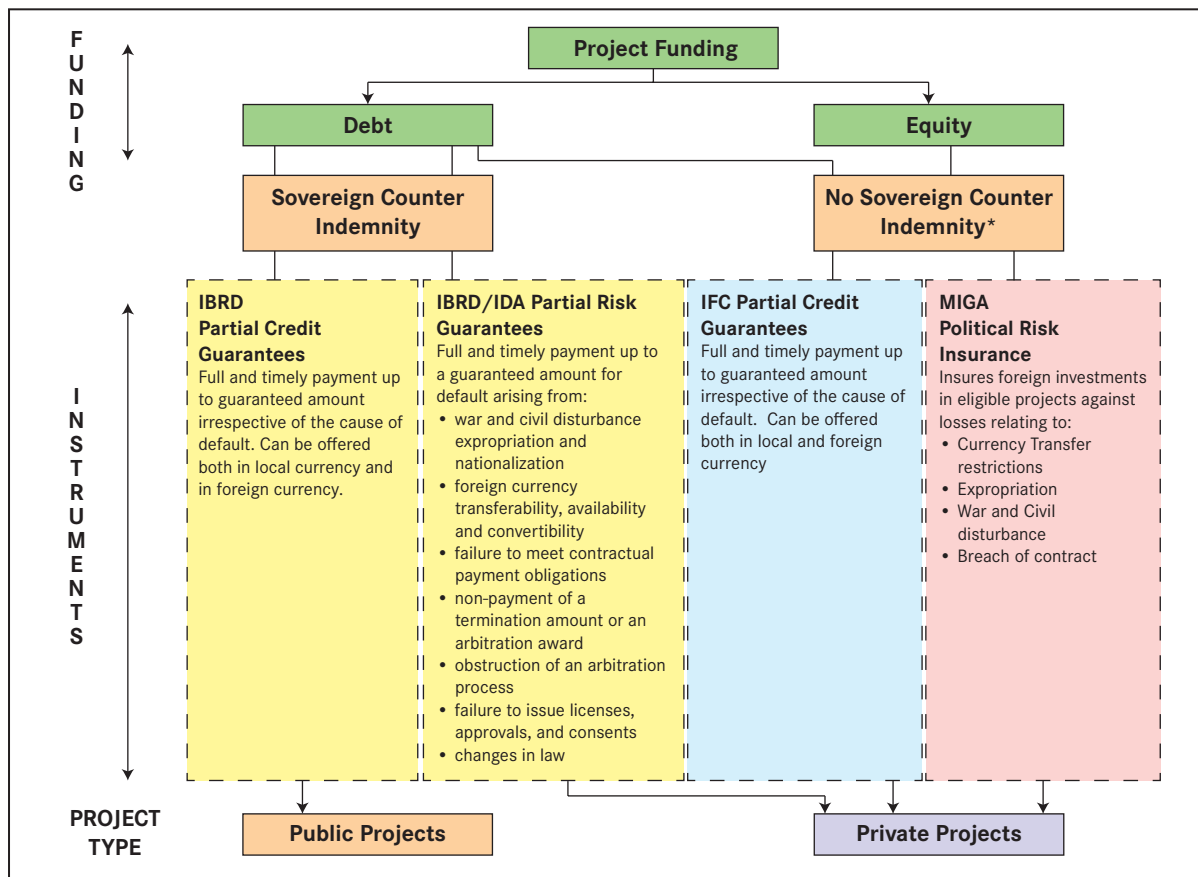 FUNDING
Project Funding
Debt
Equity
Sovereign Counter
Indemnity
No Sovereign Counter
Indemnity*
INSTRUMENTS
IBRD
Partial Credit
Guarantees
Full and timely payment up
to guaranteed amount
irrespective of the cause of
default. Can be offered
both in local currency and
in foreign currency.
IBRD/IDA Partial Risk
Guarantees
Full and timely payment up to
a guaranteed amount for
default arising from:
• war and civil disturbance
expropriation and
nationalization
• foreign currency
transferability, availability
and convertibility
• failure to meet contractual
payment obligations
• non-payment of a
termination amount or an
arbitration award
• obstruction of an arbitration
process
• failure to issue licenses,
approvals, and consents
• changes in law
IFC Partial Credit
Guarantees
Full and timely payment up
to guaranteed amount
irrespective of the cause of
default. Can be offered
both in local and foreign
currency
MIGA
Political Risk
Insurance
Insures foreign investments
in eligible projects against
losses relating to:
• Currency Transfer
restrictions
• Expropriation
• War and Civil
disturbance
• Breach of contract
PROJECT
TYPE
Public Projects
Private Projects